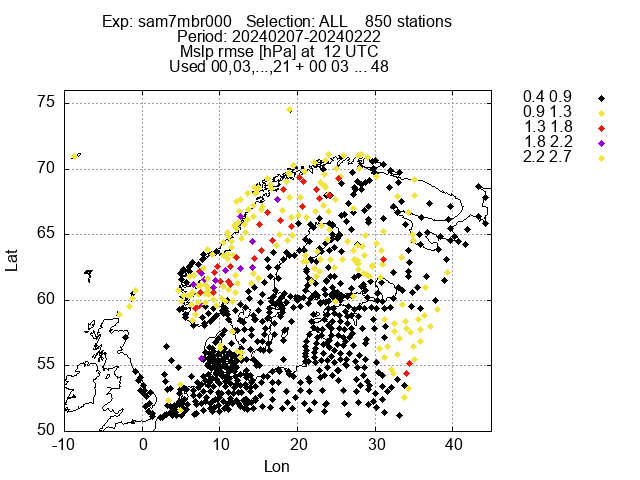 Exp: sam7mbr000   Selection: ALL    850 stations
Period: 20240207-20240222
Mslp rmse [hPa] at  12 UTC
Used 00,03,...,21 + 00 03 ... 48
0.4 0.9
0.9 1.3
1.3 1.8
1.8 2.2
2.2 2.7
75
70
65
60
55
50
Lat
-10 0 10 20 30 40
Lon